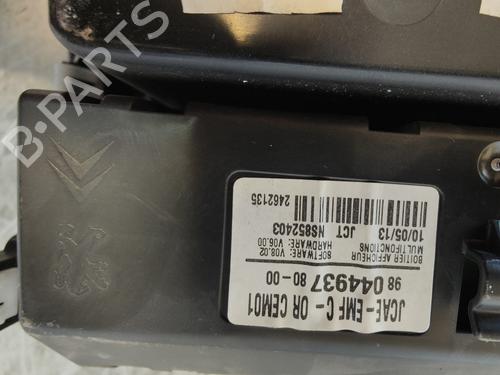 B-PARTS
JCAE-EMF C- OR CEM01
98 044937 80-00
SOFTWARE: V08.02
HARDWARE: V06.00
BOITIER AFFICHEUR
MULTIFONCTIONS
10/05/13 JCT NS852403
2462135